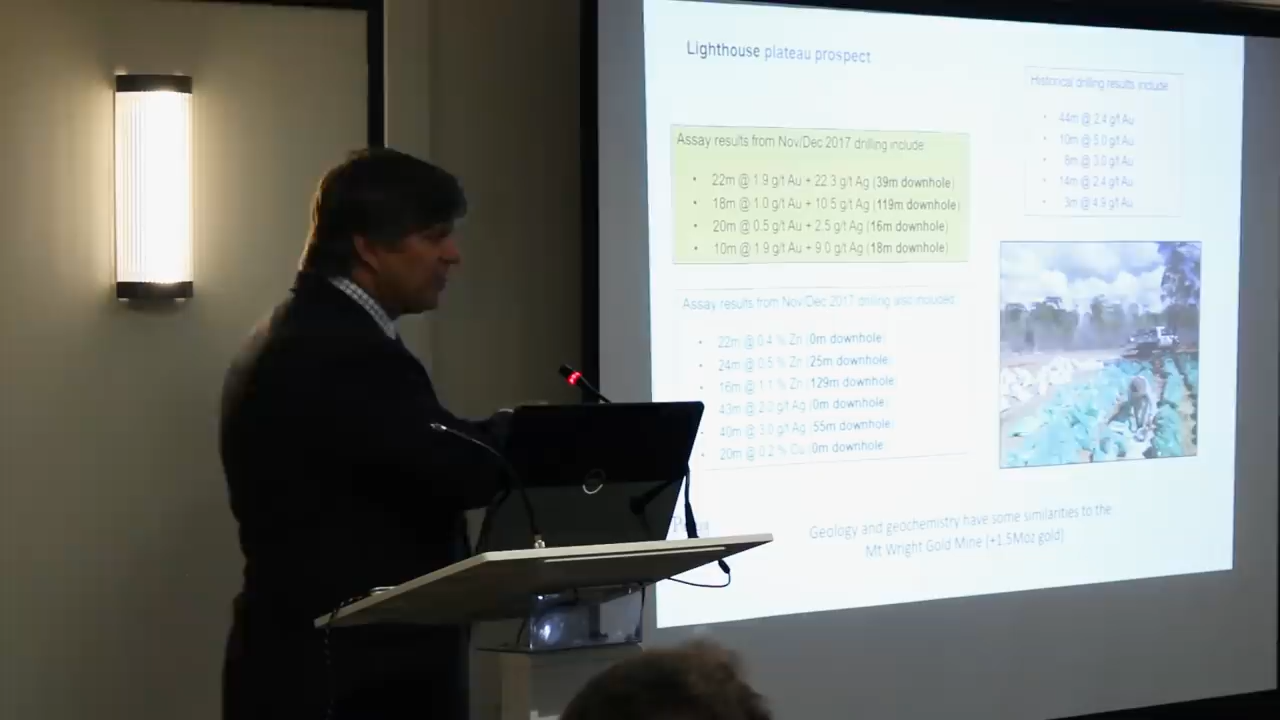 Lighthouse plateau prospect
Assay results from Nov/Dec 2017 drilling include
• 22m @ 1.9 g/t Au + 22.3 g/t Ag (39m downhole)
• 18m @ 1.0 g/t Au + 10.5 g/t Ag (119m downhole)
• 20m @ 0.5 g/t Au + 2.5 g/t Ag (16m downhole)
• 10m @ 1.9 g/t Au + 9.0 g/t Ag (18m downhole)
Assay results from Nov/Dec 2017 drilling also included
• 22m @ 0.4 % Zn (0m downhole)
• 24m @ 0.5 % Zn (25m downhole)
• 16m @ 1.1 % Zn (129m downhole)
• 43m @ 2.0 g/t Ag (0m downhole)
• 40m @ 3.0 g/t Ag (55m downhole)
• 20m @ 0.2 % Cu (0m downhole)
Historical drilling results include
• 44m @ 2.4 g/t Au
• 10m @ 5.0 g/t Au
• 8m @ 3.0 g/t Au
• 14m @ 2.4 g/t Au
• 3m @ 4.9 g/t Au
Geology and geochemistry have some similarities to the
Mt Wright Gold Mine (+1.5Moz gold)